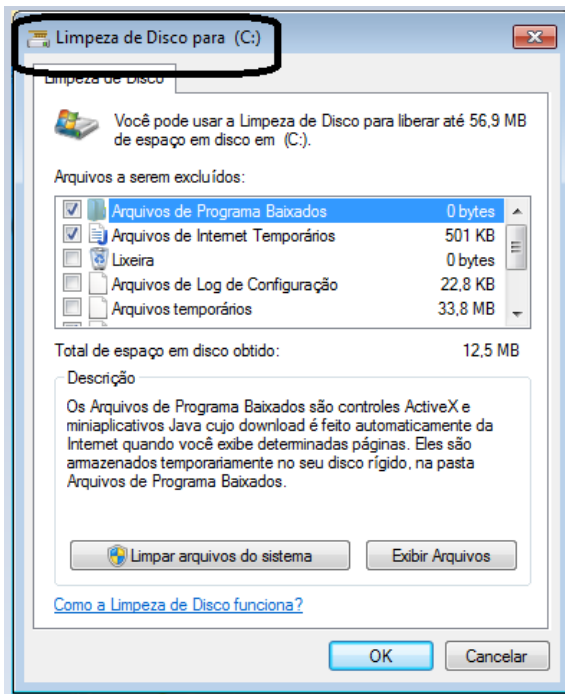 Limpeza de Disco para (C:)
Limpeza de Disco
Você pode usar a Limpeza de Disco para liberar até 56,9 MB
de espaço em disco em (C:).
Arquivos a serem excluídos:
Arquivos de Programa Baixados 0 bytes
Arquivos de Internet Temporários 501 KB
Lixeira 0 bytes
Arquivos de Log de Configuração 22,8 KB
Arquivos temporários 33,8 MB
Total de espaço em disco obtido: 12,5 MB
Descrição
Os Arquivos de Programa Baixados são controles ActiveX e
miniaplicativos Java cujo download é feito automaticamente da
Internet quando você exibe determinadas páginas. Eles são
armazenados temporariamente no seu disco rígido, na pasta
Arquivos de Programa Baixados.
Limpar arquivos do sistema Exibir Arquivos
Como a Limpeza de Disco funciona?
OK Cancelar